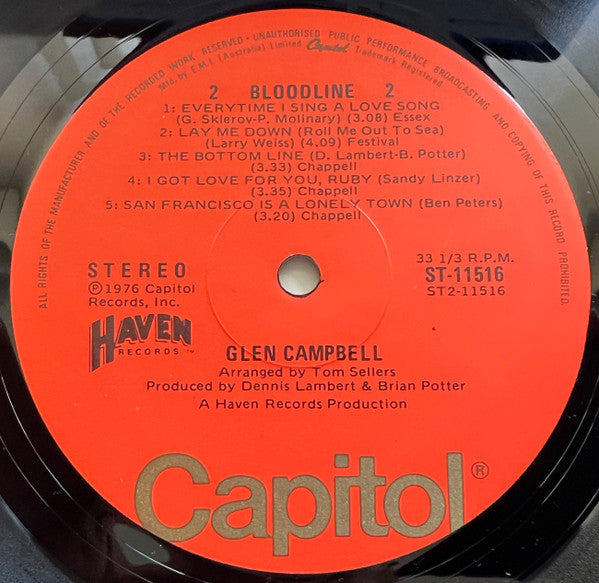 ALL RIGHTS OF THE MANUFACTURER AND OF THE RECORDED WORK RESERVED · UNAUTHORISED PUBLIC PERFORMANCE BROADCASTING AND COPYING OF THIS RECORD PROHIBITED.
Mfd. by E.M.I. (Australia) Limited Capitol Trademark Registered
2 BLOODLINE 2
1: EVERYTIME I SING A LOVE SONG
(G. Sklerov-P. Molinary) (3.08) Essex
2: LAY ME DOWN (Roll Me Out To Sea)
(Larry Weiss) (4.09) Festival
3: THE BOTTOM LINE (D. Lambert-B. Potter)
(3.33) Chappell
4: I GOT LOVE FOR YOU, RUBY (Sandy Linzer)
(3.35) Chappell
5: SAN FRANCISCO IS A LONELY TOWN (Ben Peters)
(3.20) Chappell
STEREO
℗1976 Capitol
Records, Inc.
33 1/3 R.P.M.
ST-11516
ST2-11516
HAVEN
RECORDS ™
GLEN CAMPBELL
Arranged by Tom Sellers
Produced by Dennis Lambert & Brian Potter
A Haven Records Production
Capitol®